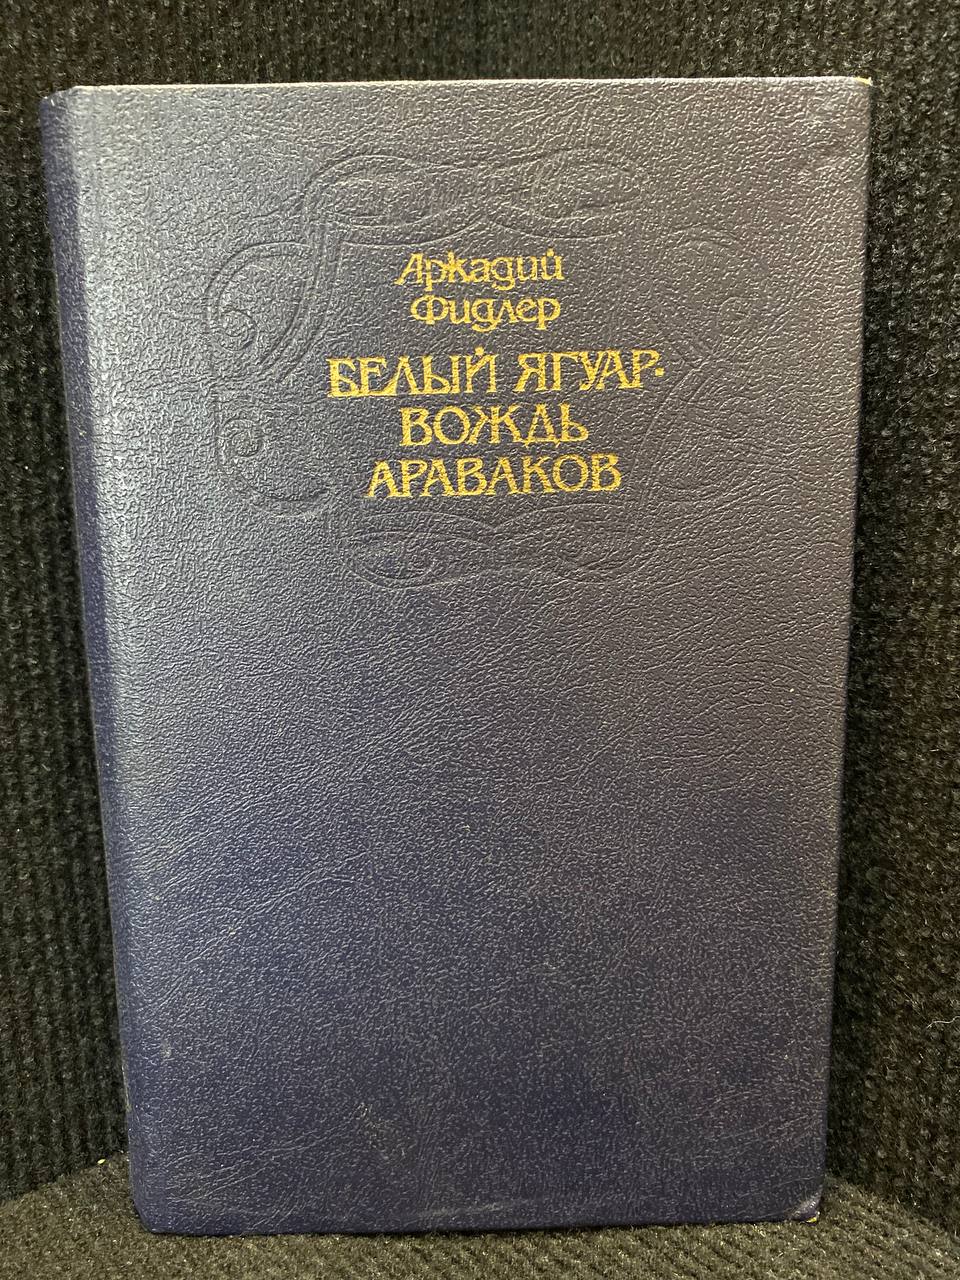 Аркадий
Фидлер
БЕЛЫЙ ЯГУАР-
ВОЖДЬ
АРАВАКОВ